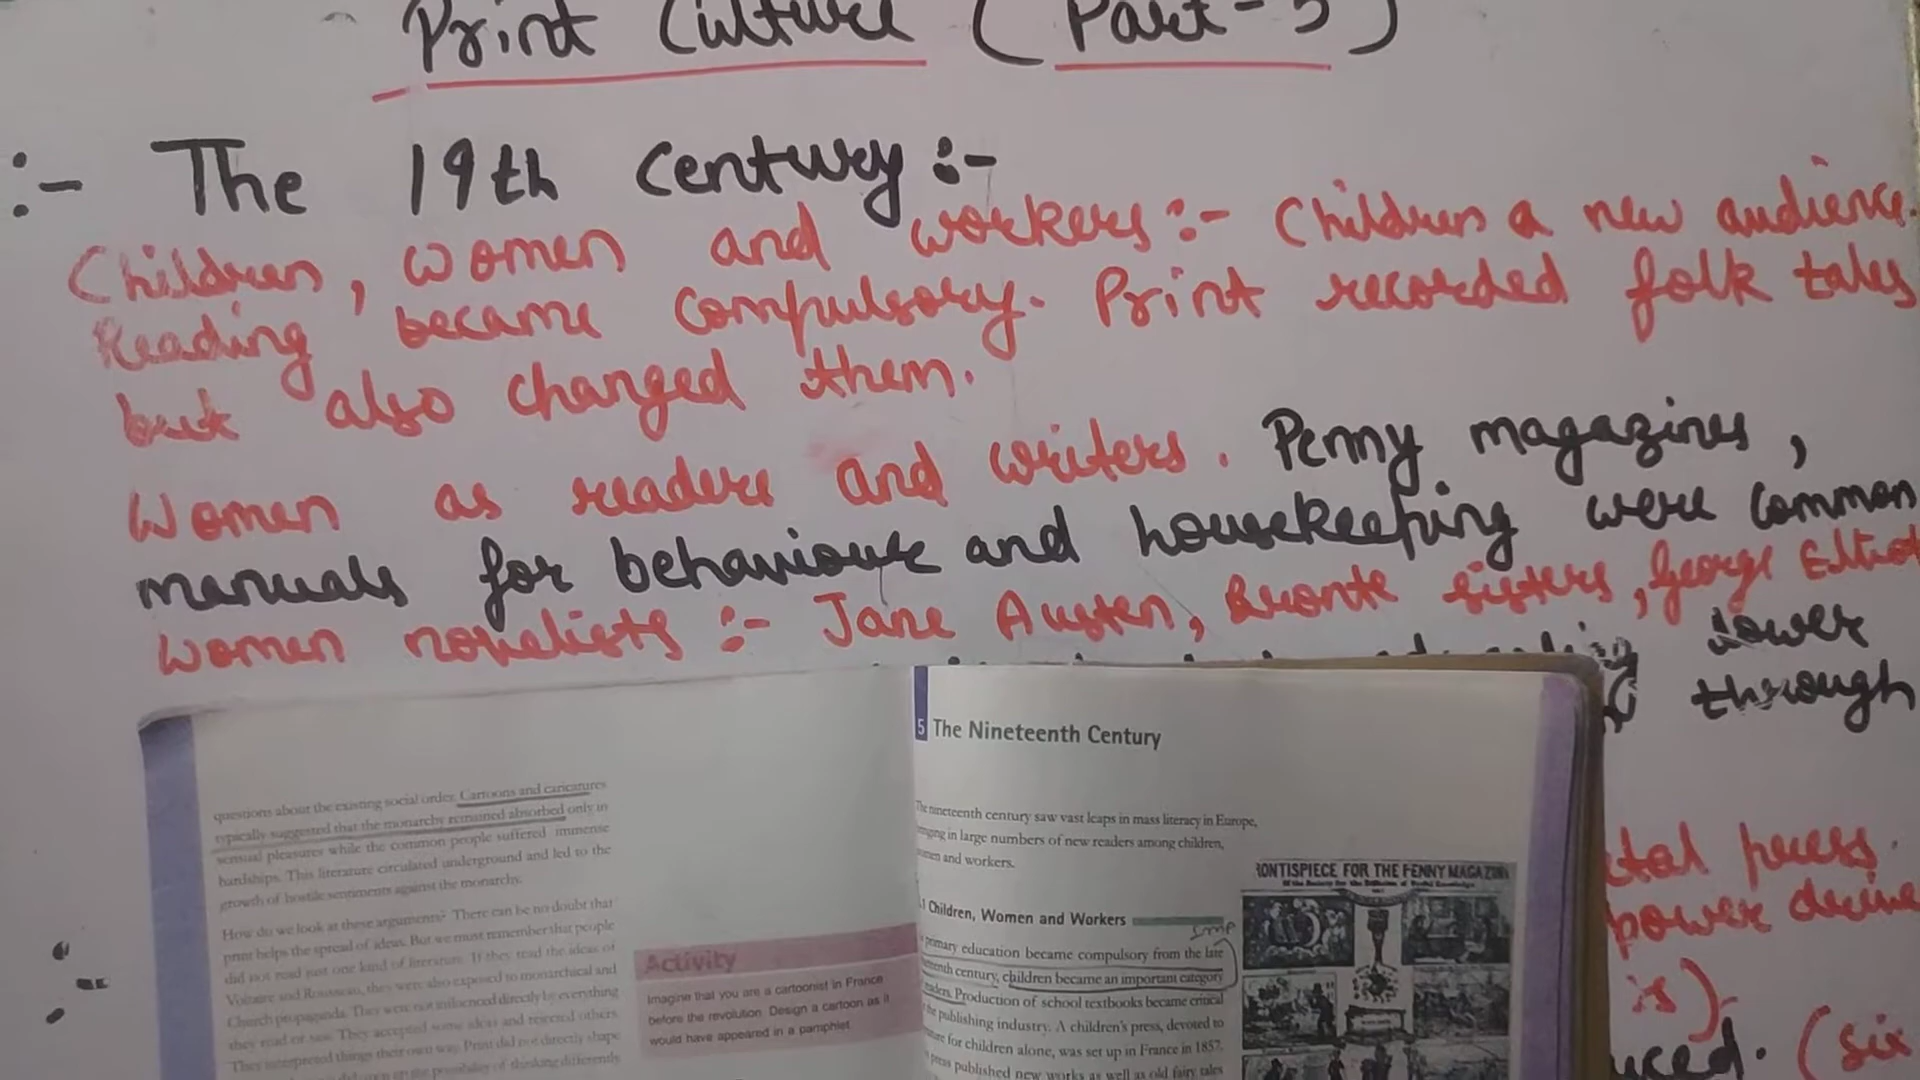 Print Culture ( Part - 5 )
:- The 19th Century :-
Children, women and workers :- Children a new audience.
Reading became compulsory. Print recorded folk tales
but also changed them.
Women as readers and writers. Penny magazines,
manuals for behaviour and housekeeping were common
Women novelists :- Jane Austen, Bronte sisters, George Eltiot
lower
through
power
is) :-
uced. (six
questions about the existing social order. Cartoons and caricatures
typically suggested that the monarchy remained absorbed only in
sensual pleasures while the common people suffered immense
hardships. This literature circulated underground and led to the
growth of hostile sentiments against the monarchy.
How do we look at these arguments? There can be no doubt that
print helps the spread of ideas. But we must remember that people
did not read just one kind of literature. If they read the ideas of
Voltaire and Rousseau, they were also exposed to monarchical and
Church propaganda. They were not influenced directly by everything
they read or saw. They accepted some ideas and rejected others.
They interpreted things their own way. Print did not directly shape
the possibility of thinking differently
Activity
Imagine that you are a cartoonist in France
before the revolution. Design a cartoon as it
would have appeared in a pamphlet.
5 The Nineteenth Century
The nineteenth century saw vast leaps in mass literacy in Europe,
in large numbers of new readers among children,
and workers.
Children, Women and Workers
Imp
primary education became compulsory from the late
century, children became an important category
Production of school textbooks became critical
publishing industry. A children's press, devoted to
for children alone, was set up in France in 1857.
press published new works as well as old fairy tales
RONTISPIECE FOR THE PENNY MAGAZIN